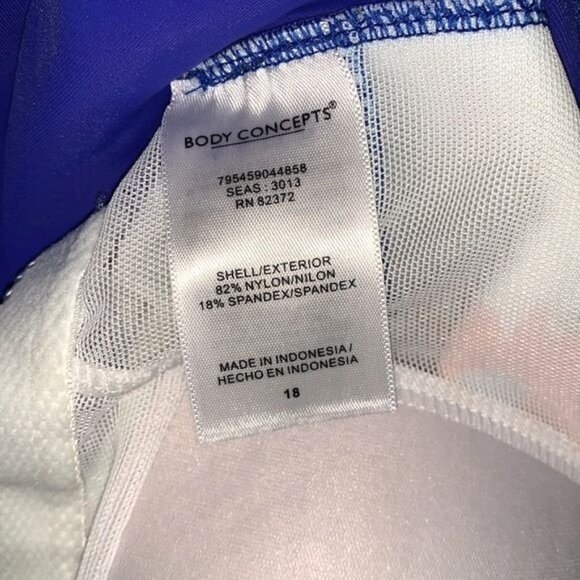 BODY CONCEPTS®
795459044858
SEAS : 3013
RN 82372
SHELL/EXTERIOR
82% NYLON/NILON
18% SPANDEX/SPANDEX
MADE IN INDONESIA /
HECHO EN INDONESIA
18